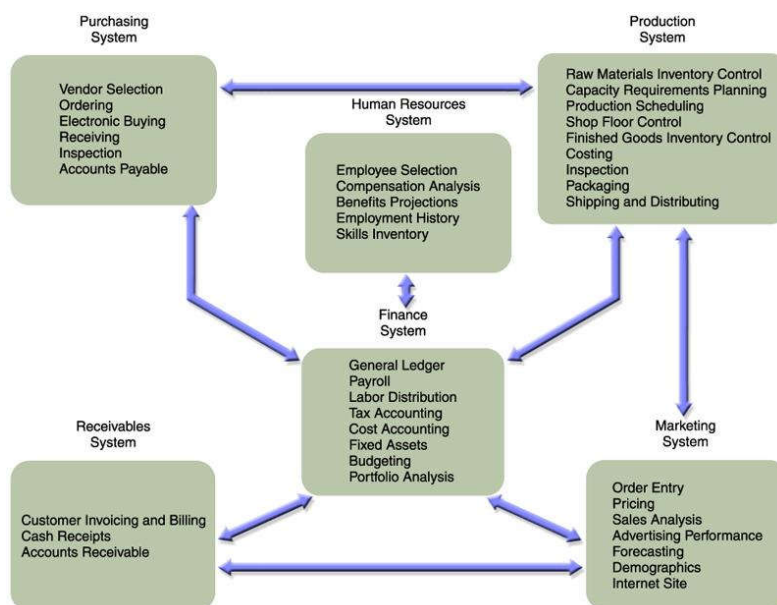 Purchasing
System
Vendor Selection
Ordering
Electronic Buying
Receiving
Inspection
Accounts Payable
Production
System
Raw Materials Inventory Control
Capacity Requirements Planning
Production Scheduling
Shop Floor Control
Finished Goods Inventory Control
Costing
Inspection
Packaging
Shipping and Distributing
Human Resources
System
Employee Selection
Compensation Analysis
Benefits Projections
Employment History
Skills Inventory
Finance
System
General Ledger
Payroll
Labor Distribution
Tax Accounting
Cost Accounting
Fixed Assets
Budgeting
Portfolio Analysis
Receivables
System
Customer Invoicing and Billing
Cash Receipts
Accounts Receivable
Marketing
System
Order Entry
Pricing
Sales Analysis
Advertising Performance
Forecasting
Demographics
Internet Site